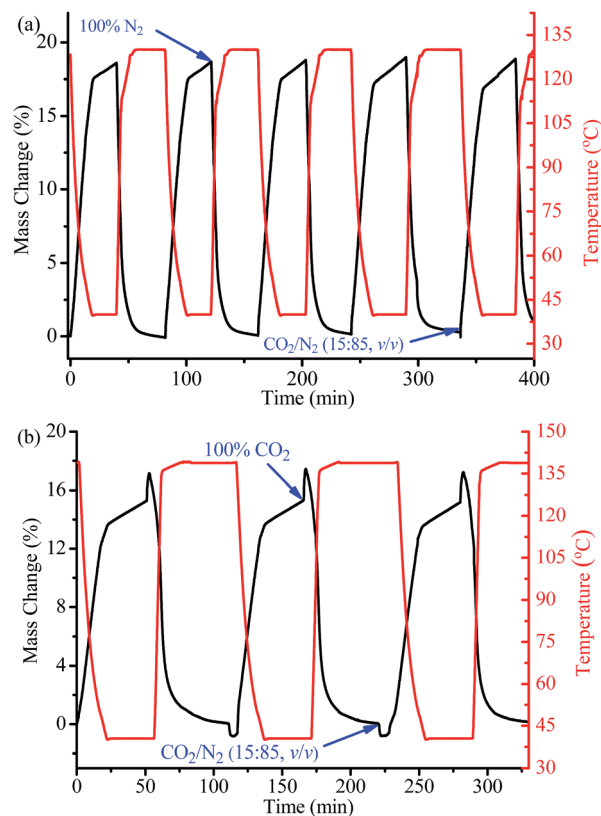 (a)
100% N2
20
15
10
5
0
Mass Change (%)
135
120
105
90
75
60
45
30
Temperature (°C)
CO2/N2 (15:85, v/v)
0 100 200 300 400
Time (min)
(b)
100% CO2
20
16
12
8
4
0
Mass Change (%)
150
135
120
105
90
75
60
45
30
Temperature (°C)
CO2/N2 (15:85, v/v)
0 50 100 150 200 250 300
Time (min)